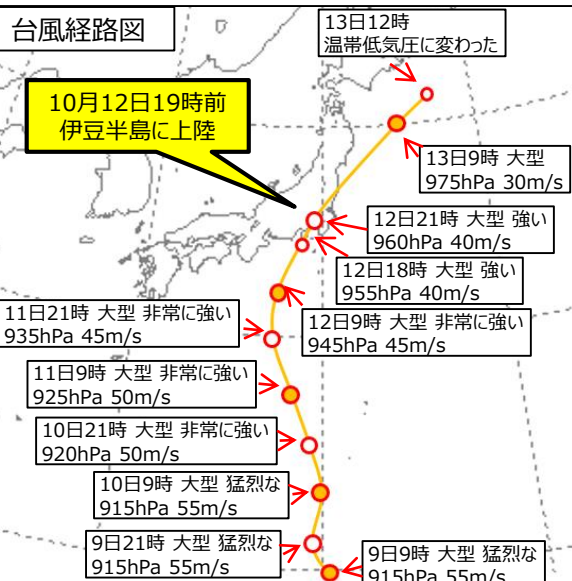 台風経路図
13日12時
温帯低気圧に変わった
10月12日19時前
伊豆半島に上陸
13日9時 大型
975hPa 30m/s
12日21時 大型 強い
960hPa 40m/s
12日18時 大型 強い
955hPa 40m/s
11日21時 大型 非常に強い
935hPa 45m/s
12日9時 大型 非常に強い
945hPa 45m/s
11日9時 大型 非常に強い
925hPa 50m/s
10日21時 大型 非常に強い
920hPa 50m/s
10日9時 大型 猛烈な
915hPa 55m/s
9日21時 大型 猛烈な
915hPa 55m/s
9日9時 大型 猛烈な
915hPa 55m/s